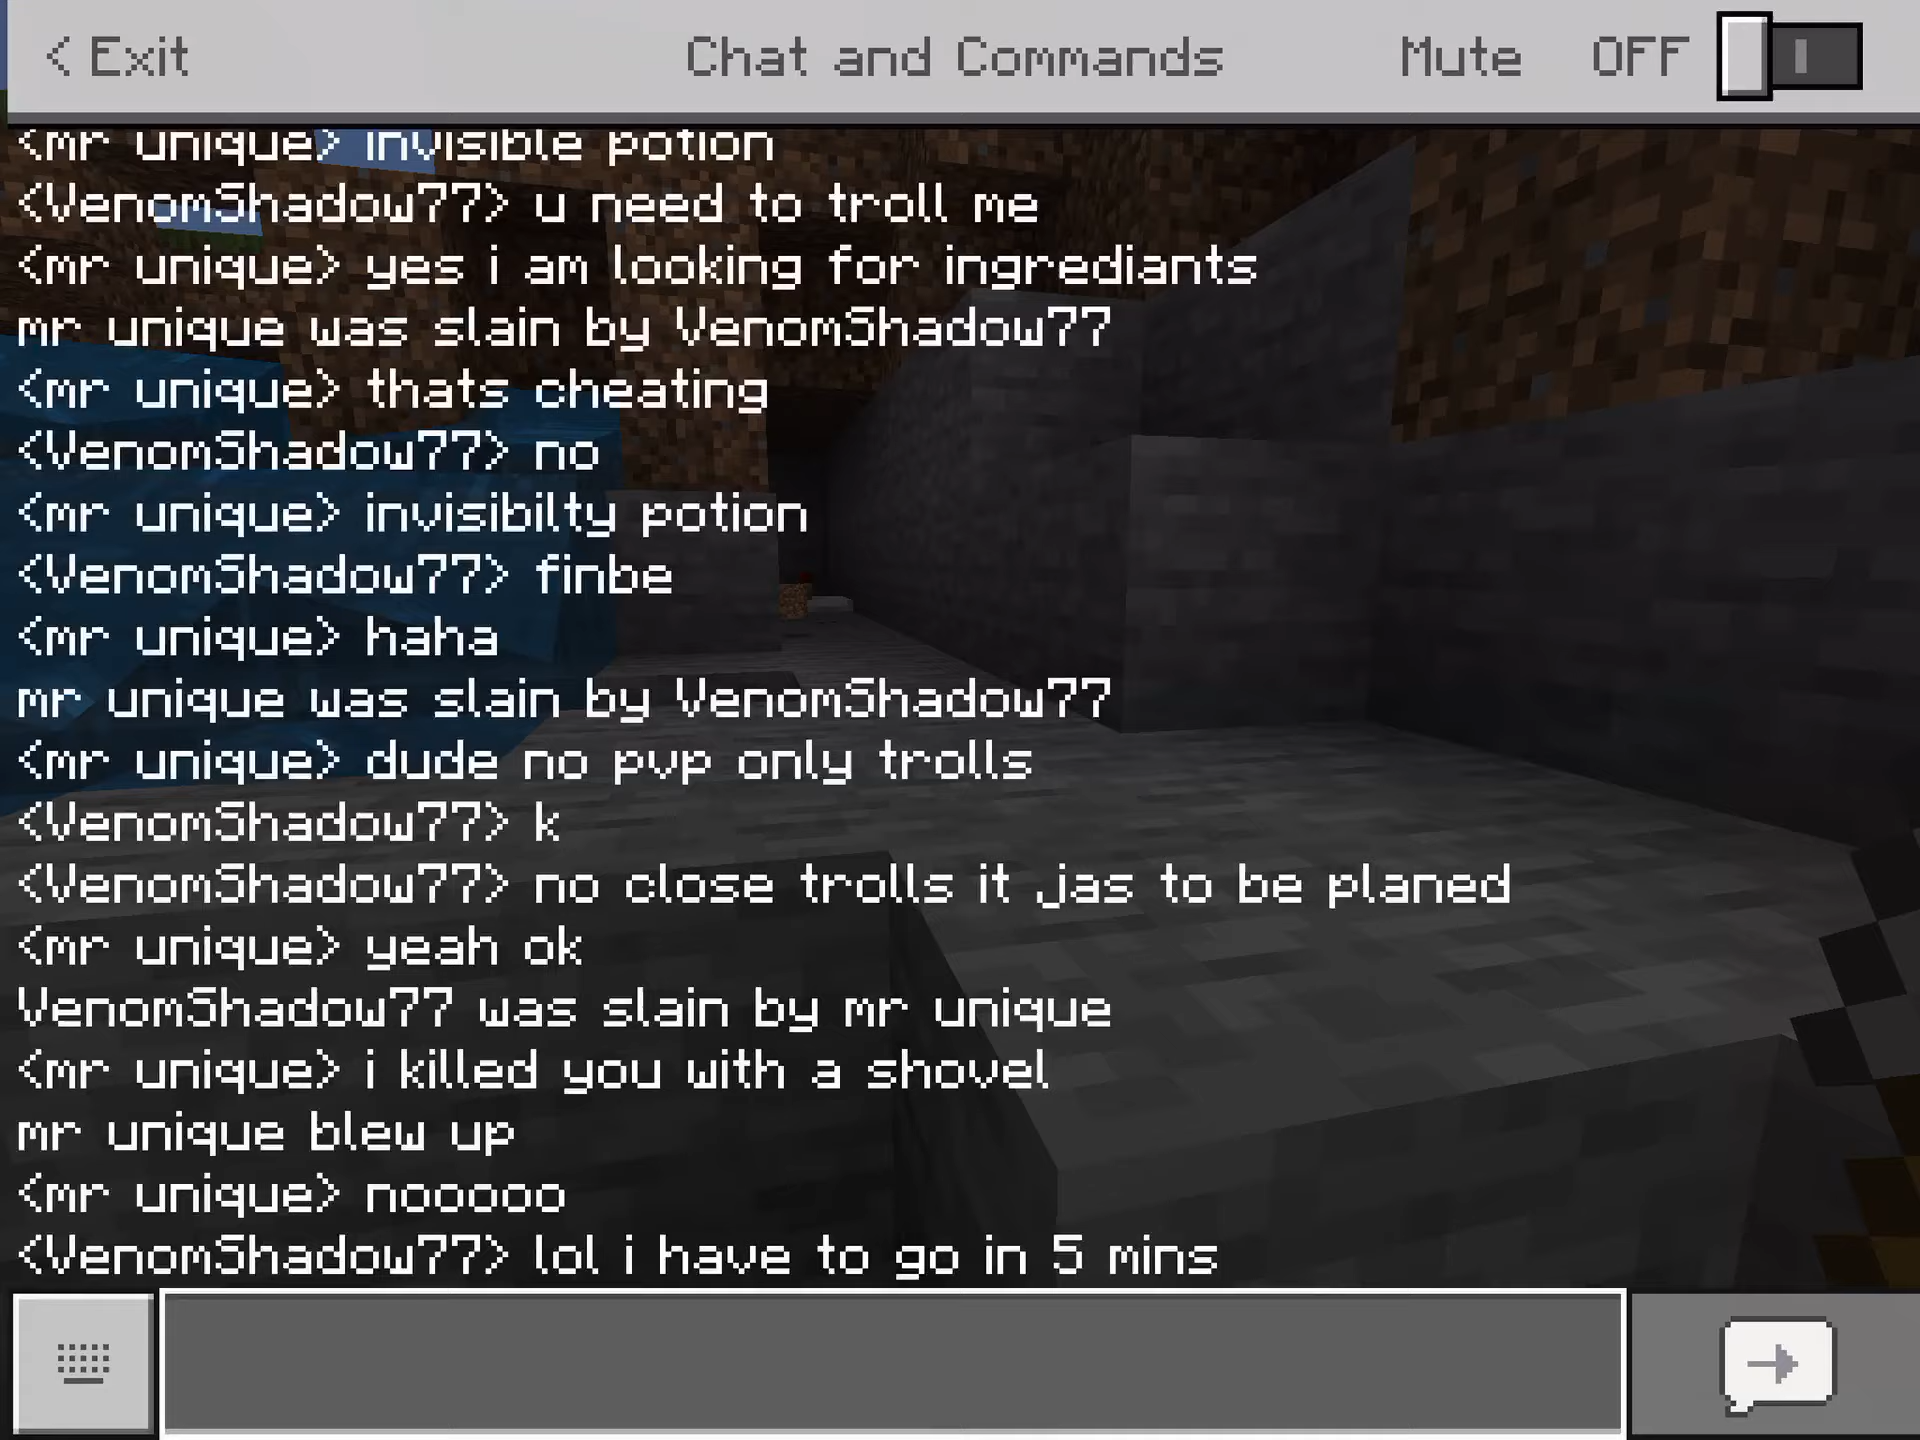 < Exit
Chat and Commands
Mute
OFF
<mr unique> invisible potion
<VenomShadow77> u need to troll me
<mr unique> yes i am looking for ingrediants
mr unique was slain by VenomShadow77
<mr unique> thats cheating
<VenomShadow77> no
<mr unique> invisibilty potion
<VenomShadow77> finbe
<mr unique> haha
mr unique was slain by VenomShadow77
<mr unique> dude no pvp only trolls
<VenomShadow77> k
<VenomShadow77> no close trolls it jas to be planed
<mr unique> yeah ok
VenomShadow77 was slain by mr unique
<mr unique> i killed you with a shovel
mr unique blew up
<mr unique> nooooo
<VenomShadow77> lol i have to go in 5 mins